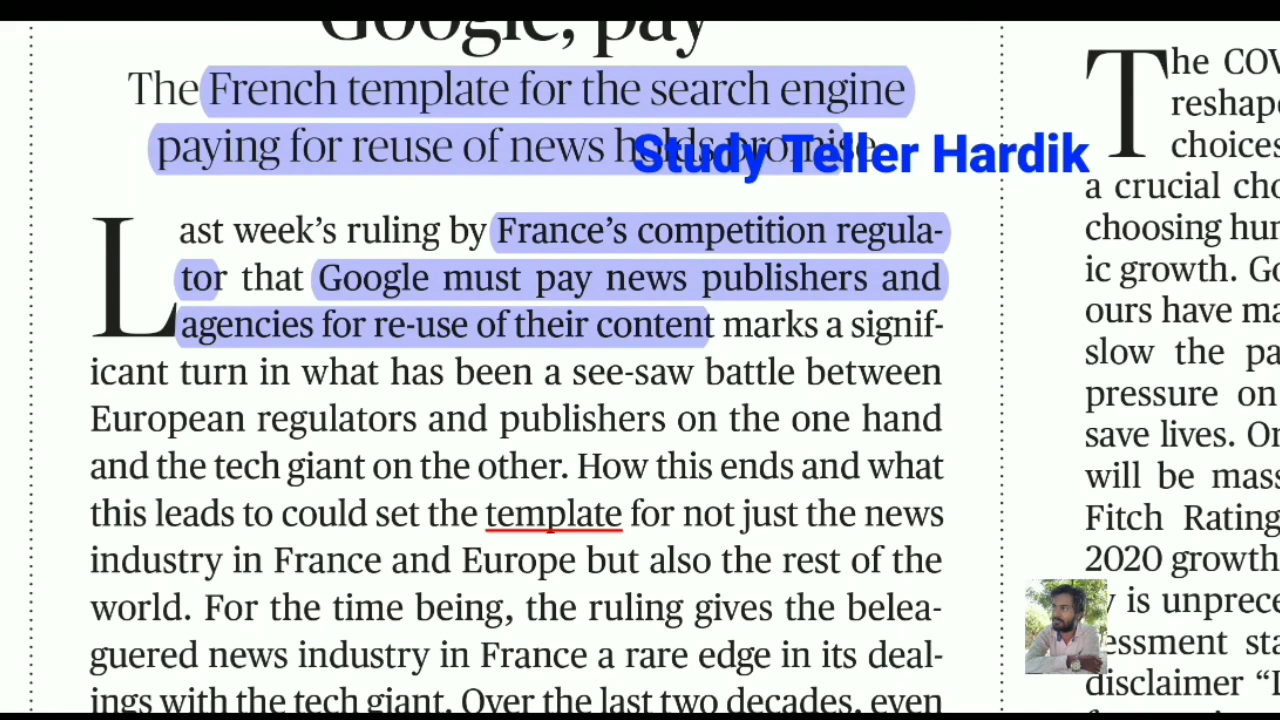 Google, pay
The French template for the search engine
paying for reuse of news holds promise
Study Teller Hardik
Last week’s ruling by France’s competition regula-
tor that Google must pay news publishers and
agencies for re-use of their content marks a signif-
icant turn in what has been a see-saw battle between
European regulators and publishers on the one hand
and the tech giant on the other. How this ends and what
this leads to could set the template for not just the news
industry in France and Europe but also the rest of the
world. For the time being, the ruling gives the belea-
guered news industry in France a rare edge in its deal-
ings with the tech giant. Over the last two decades, even
The COV
reshape
choices
a crucial cho
choosing hum
ic growth. Go
ours have ma
slow the pa
pressure on
save lives. On
will be mass
Fitch Rating
2020 growth
y is unprece
essment sta
disclaimer “I